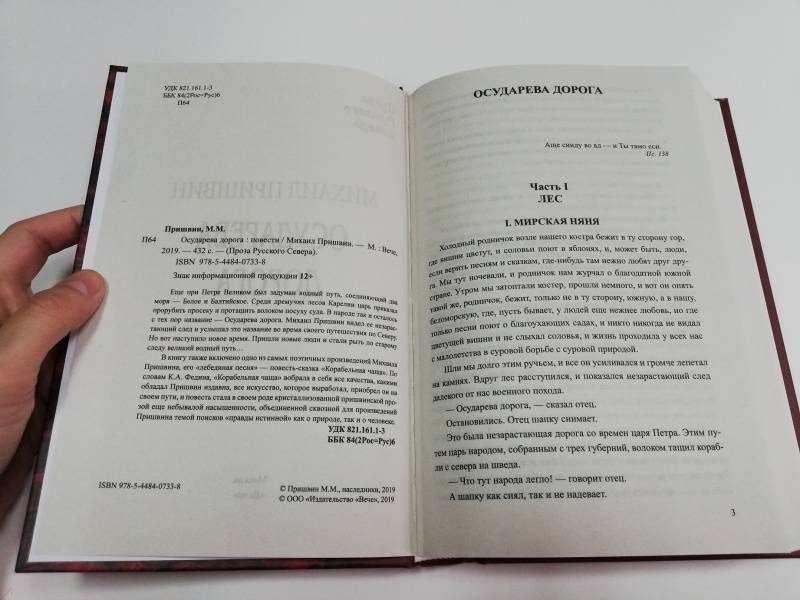 УДК 821.161.1-3
ББК 84(2Рос=Рус)6
П64
Пришвин, М.М.
П64 Осударева дорога : повести / Михаил Пришвин. — М. : Вече,
2019. — 432 с. — (Проза Русского Севера).
ISBN 978-5-4484-0733-8
Знак информационной продукции 12+
Еще при Петре Великом был задуман водный путь, соединяющий два
моря — Белое и Балтийское. Среди дремучих лесов Карелии царь приказал
прорубить просеку и протащить волоком посуху суда. В народе так и осталось
с тех пор название — Осударева дорога. Михаил Пришвин видел ее незарас-
тающий след и услышал это название во время своего путешествия по Северу.
Но вот наступило новое время. Пришли новые люди и стали рыть по старому
следу великий водный путь…
В книгу также включено одно из самых поэтичных произведений Михаила
Пришвина, его «лебединая песня» — повесть-сказка «Корабельная чаща». По
словам К.А. Федина, «Корабельная чаща» вобрала в себя все качества, какими
обладал Пришвин издавна, все искусство, которое выработал, приобрел он на
своем пути, и повесть стала в своем роде кристаллизованной пришвинской про-
зой еще небывалой насыщенности, объединенной сквозной для произведений
Пришвина темой поисков «правды истинной» как о природе, так и о человеке.
УДК 821.161.1-3
ББК 84(2Рос=Рус)6
ISBN 978-5-4484-0733-8
© Пришвин М.М., наследники, 2019
© ООО «Издательство «Вече», 2019
ОСУДАРЕВА ДОРОГА
Аще сниду во ад — и Ты тамо еси.
Пс. 138
Часть I
ЛЕС
I. МИРСКАЯ НЯНЯ
Холодный родничок возле нашего костра бежит в ту сторону гор,
где вишни цветут, и соловьи поют в яблонях, и, может быть, люди,
если верить песням и сказкам, где-нибудь там нежно любят друг дру-
га. Мы тут ночевали, и родничок нам журчал о благодатной южной
стране. Утром мы затоптали костер, прошли немного, и вот он опять
такой же, родничок, бежит, только не в ту сторону, южную, а в нашу,
беломорскую, где, пусть бывает, у людей еще нежнее любовь, но где
только песни поют о благоухающих садах, и никто никогда не видал
цветущей вишни и не слыхал соловья, и жизнь проходила у всех нас
с малолетства в суровой борьбе с суровой природой.
Шли мы долго этим ручьем, и все он усиливался и громче лепетал
на камнях. Вдруг лес расступился, и показался незарастающий след
далекого от нас военного похода.
— Осударева дорога, — сказал отец.
Остановились. Отец шапку снимает.
Это была незарастающая дорога со времен царя Петра. Этим пу-
тем царь народом, собранным с трех губерний, волоком тащил кораб-
ли с севера на шведа.
— Что тут народа легло! — говорит отец.
А шапку как снял, так и не надевает.
3